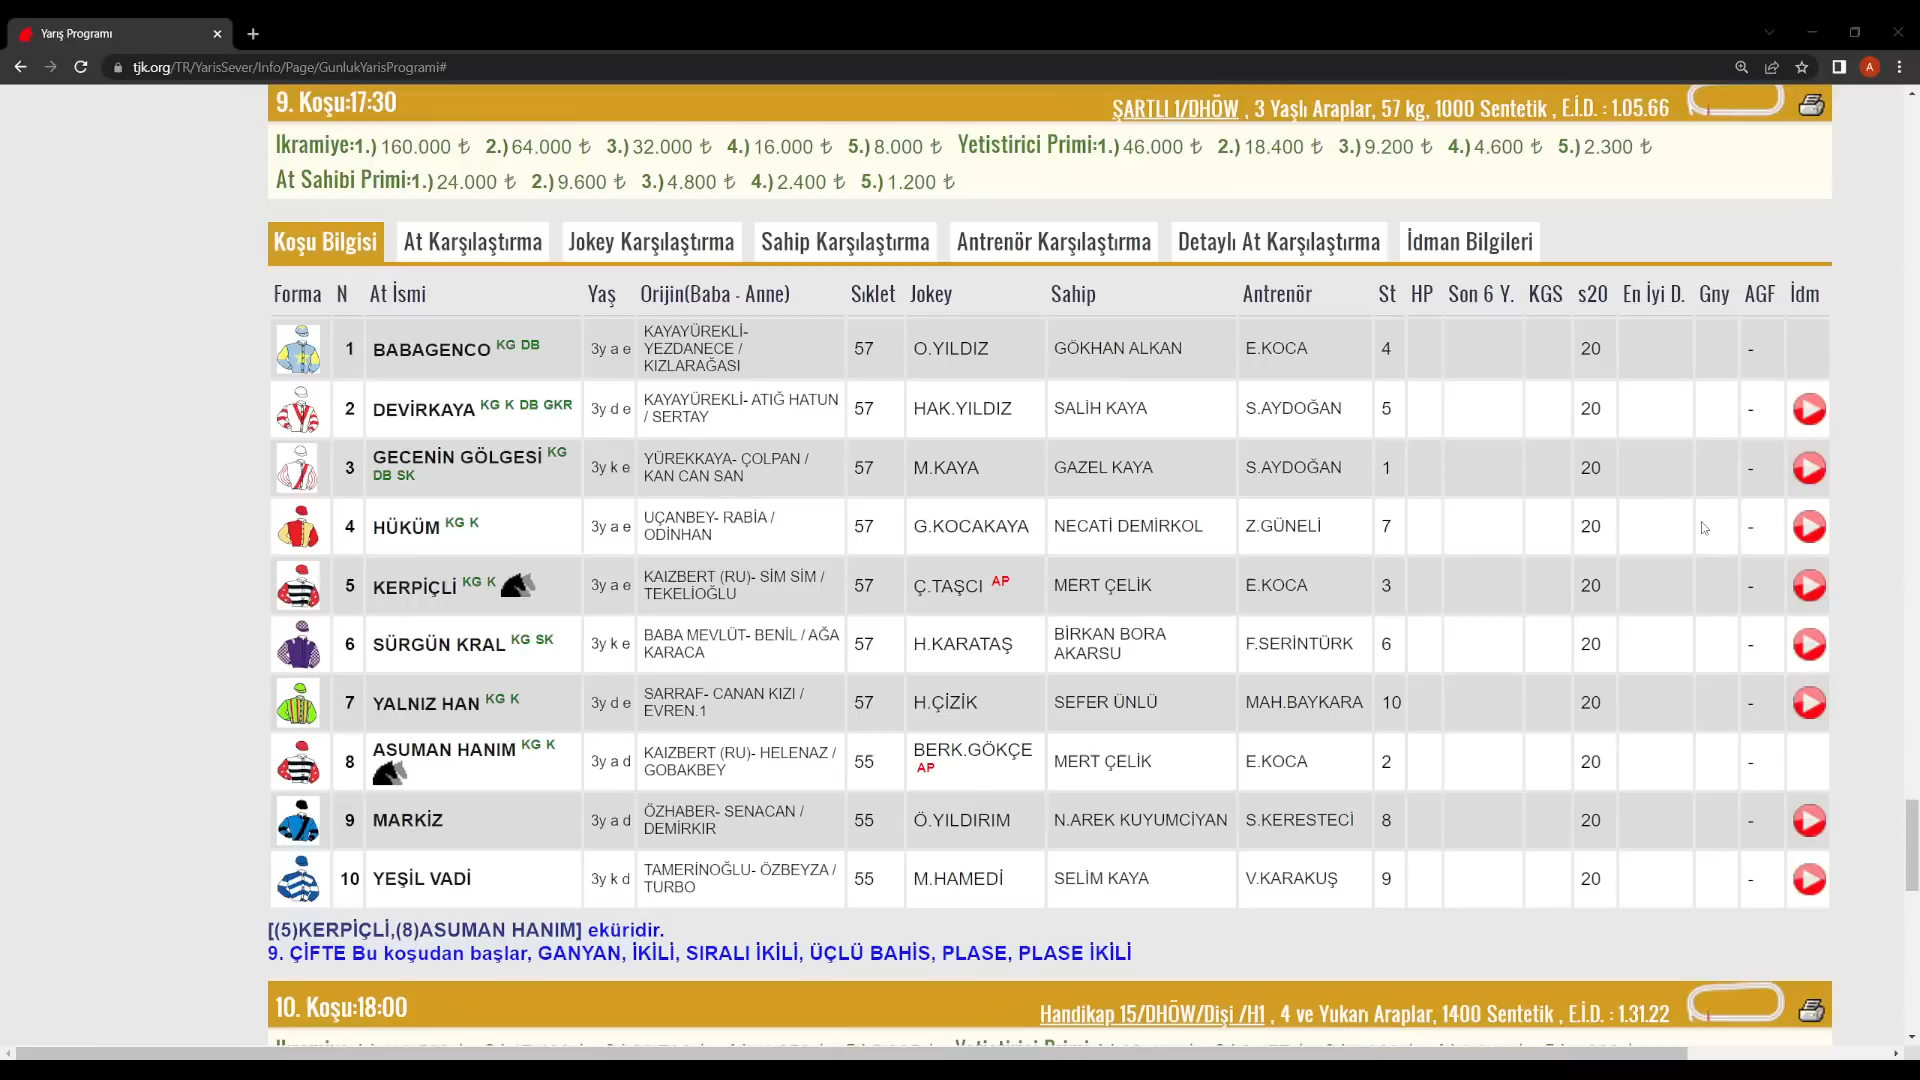 Yarış Programı
tjk.org/TR/YarisSever/Info/Page/GunlukYarisProgrami#
A
9. Koşu:17:30
ŞARTLI 1/DHÖW , 3 Yaşlı Araplar, 57 kg, 1000 Sentetik , E.İ.D. : 1.05.66
Ikramiye:1.) 160.000 ₺ 2.) 64.000 ₺ 3.) 32.000 ₺ 4.) 16.000 ₺ 5.) 8.000 ₺ Yetistirici Primi:1.) 46.000 ₺ 2.) 18.400 ₺ 3.) 9.200 ₺ 4.) 4.600 ₺ 5.) 2.300 ₺
At Sahibi Primi:1.) 24.000 ₺ 2.) 9.600 ₺ 3.) 4.800 ₺ 4.) 2.400 ₺ 5.) 1.200 ₺
Koşu Bilgisi At Karşılaştırma Jokey Karşılaştırma Sahip Karşılaştırma Antrenör Karşılaştırma Detaylı At Karşılaştırma İdman Bilgileri
Forma N At İsmi Yaş Orijin(Baba - Anne) Sıklet Jokey Sahip Antrenör St HP Son 6 Y. KGS s20 En İyi D. Gny AGF İdm
1 BABAGENCO KG DB 3y a e KAYAYÜREKLİ- YEZDANECE / KIZLARAĞASI 57 O.YILDIZ GÖKHAN ALKAN E.KOCA 4 20 -
2 DEVİRKAYA KG K DB GKR 3y d e KAYAYÜREKLİ- ATIĞ HATUN / SERTAY 57 HAK.YILDIZ SALİH KAYA S.AYDOĞAN 5 20 -
3 GECENİN GÖLGESİ KG DB SK 3y k e YÜREKKAYA- ÇOLPAN / KAN CAN SAN 57 M.KAYA GAZEL KAYA S.AYDOĞAN 1 20 -
4 HÜKÜM KG K 3y a e UÇANBEY- RABİA / ODİNHAN 57 G.KOCAKAYA NECATİ DEMİRKOL Z.GÜNELİ 7 20 -
5 KERPİÇLİ KG K 3y a e KAIZBERT (RU)- SİM SİM / TEKELİOĞLU 57 Ç.TAŞCI AP MERT ÇELİK E.KOCA 3 20 -
6 SÜRGÜN KRAL KG SK 3y k e BABA MEVLÜT- BENİL / AĞA KARACA 57 H.KARATAŞ BİRKAN BORA AKARSU F.SERİNTÜRK 6 20 -
7 YALNIZ HAN KG K 3y d e SARRAF- CANAN KIZI / EVREN.1 57 H.ÇİZİK SEFER ÜNLÜ MAH.BAYKARA 10 20 -
8 ASUMAN HANIM KG K 3y a d KAIZBERT (RU)- HELENAZ / GOBAKBEY 55 BERK.GÖKÇE AP MERT ÇELİK E.KOCA 2 20 -
9 MARKİZ 3y a d ÖZHABER- SENACAN / DEMİRKIR 55 Ö.YILDIRIM N.AREK KUYUMCİYAN S.KERESTECİ 8 20 -
10 YEŞİL VADİ 3y k d TAMERİNOĞLU- ÖZBEYZA / TURBO 55 M.HAMEDİ SELİM KAYA V.KARAKUŞ 9 20 -
[(5)KERPİÇLİ,(8)ASUMAN HANIM] eküridir.
9. ÇİFTE Bu koşudan başlar, GANYAN, İKİLİ, SIRALI İKİLİ, ÜÇLÜ BAHİS, PLASE, PLASE İKİLİ
10. Koşu:18:00
Handikap 15/DHÖW/Dişi /H1 , 4 ve Yukarı Araplar, 1400 Sentetik , E.İ.D. : 1.31.22